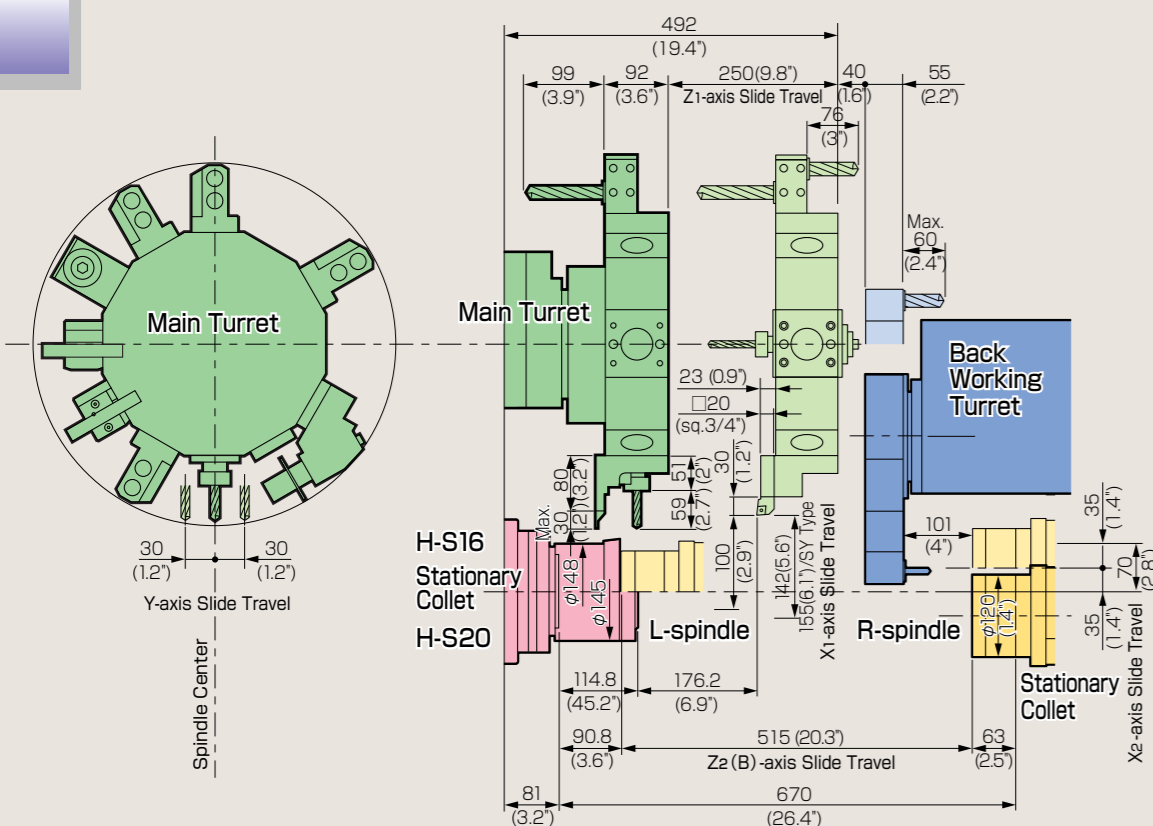 492
(19.4")
99
(3.9")
92
(3.6")
250(9.8")
Z1-axis Slide Travel
40
(1.6")
55
(2.2")
76
(3")
Max.
60
(2.4")
Main Turret
Main Turret
Back
Working
Turret
23 (0.9")
□20
(sq.3/4")
30
(1.2")
80
(3.2")
30
(1.2")
Max.
51
(2")
59
(2.7")
100
(2.9")
142(5.6")
155(6.1")/SY Type
X1-axis Slide Travel
101
(4")
35
(1.4")
70
(2.8")
35
(1.4")
X2-axis Slide Travel
30
(1.2")
30
(1.2")
Y-axis Slide Travel
Spindle Center
H-S16
Stationary
Collet
H-S20
φ148
φ145
L-spindle
R-spindle
φ120
(1.4")
Stationary
Collet
114.8
(45.2")
176.2
(6.9")
90.8
(3.6")
515 (20.3")
Z2(B)-axis Slide Travel
63
(2.5")
81
(3.2")
670
(26.4")